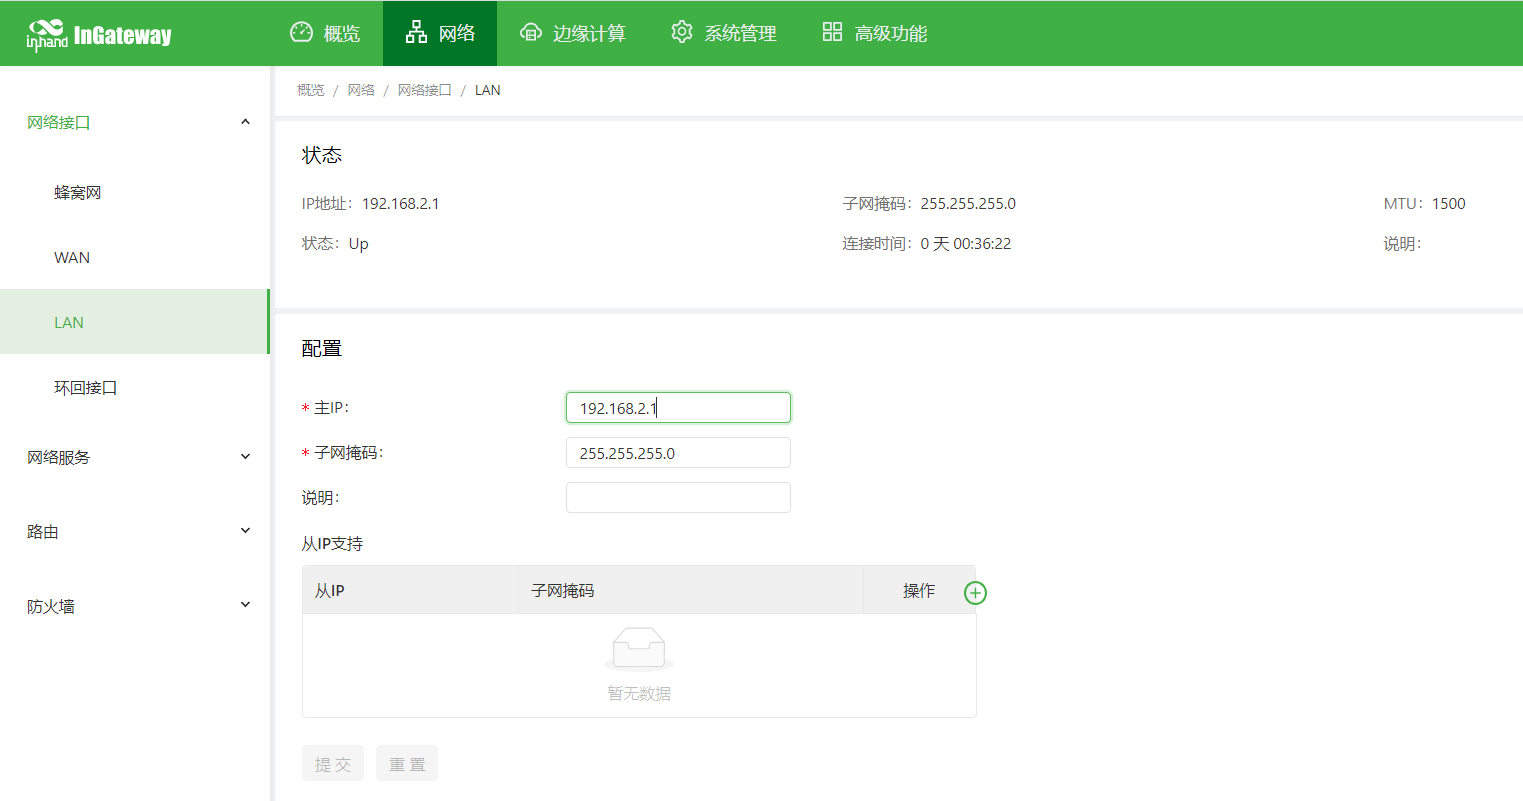 inhand InGateway 概览 网络 边缘计算 系统管理 高级功能
概览 / 网络 / 网络接口 / LAN
网络接口
蜂窝网
WAN
LAN
环回接口
网络服务
路由
防火墙
状态
IP地址： 192.168.2.1 子网掩码： 255.255.255.0 MTU： 1500
状态： Up 连接时间： 0 天 00:36:22 说明：
配置
* 主IP： 192.168.2.1
* 子网掩码： 255.255.255.0
说明：
从IP支持
从IP 子网掩码 操作
暂无数据
提 交 重 置